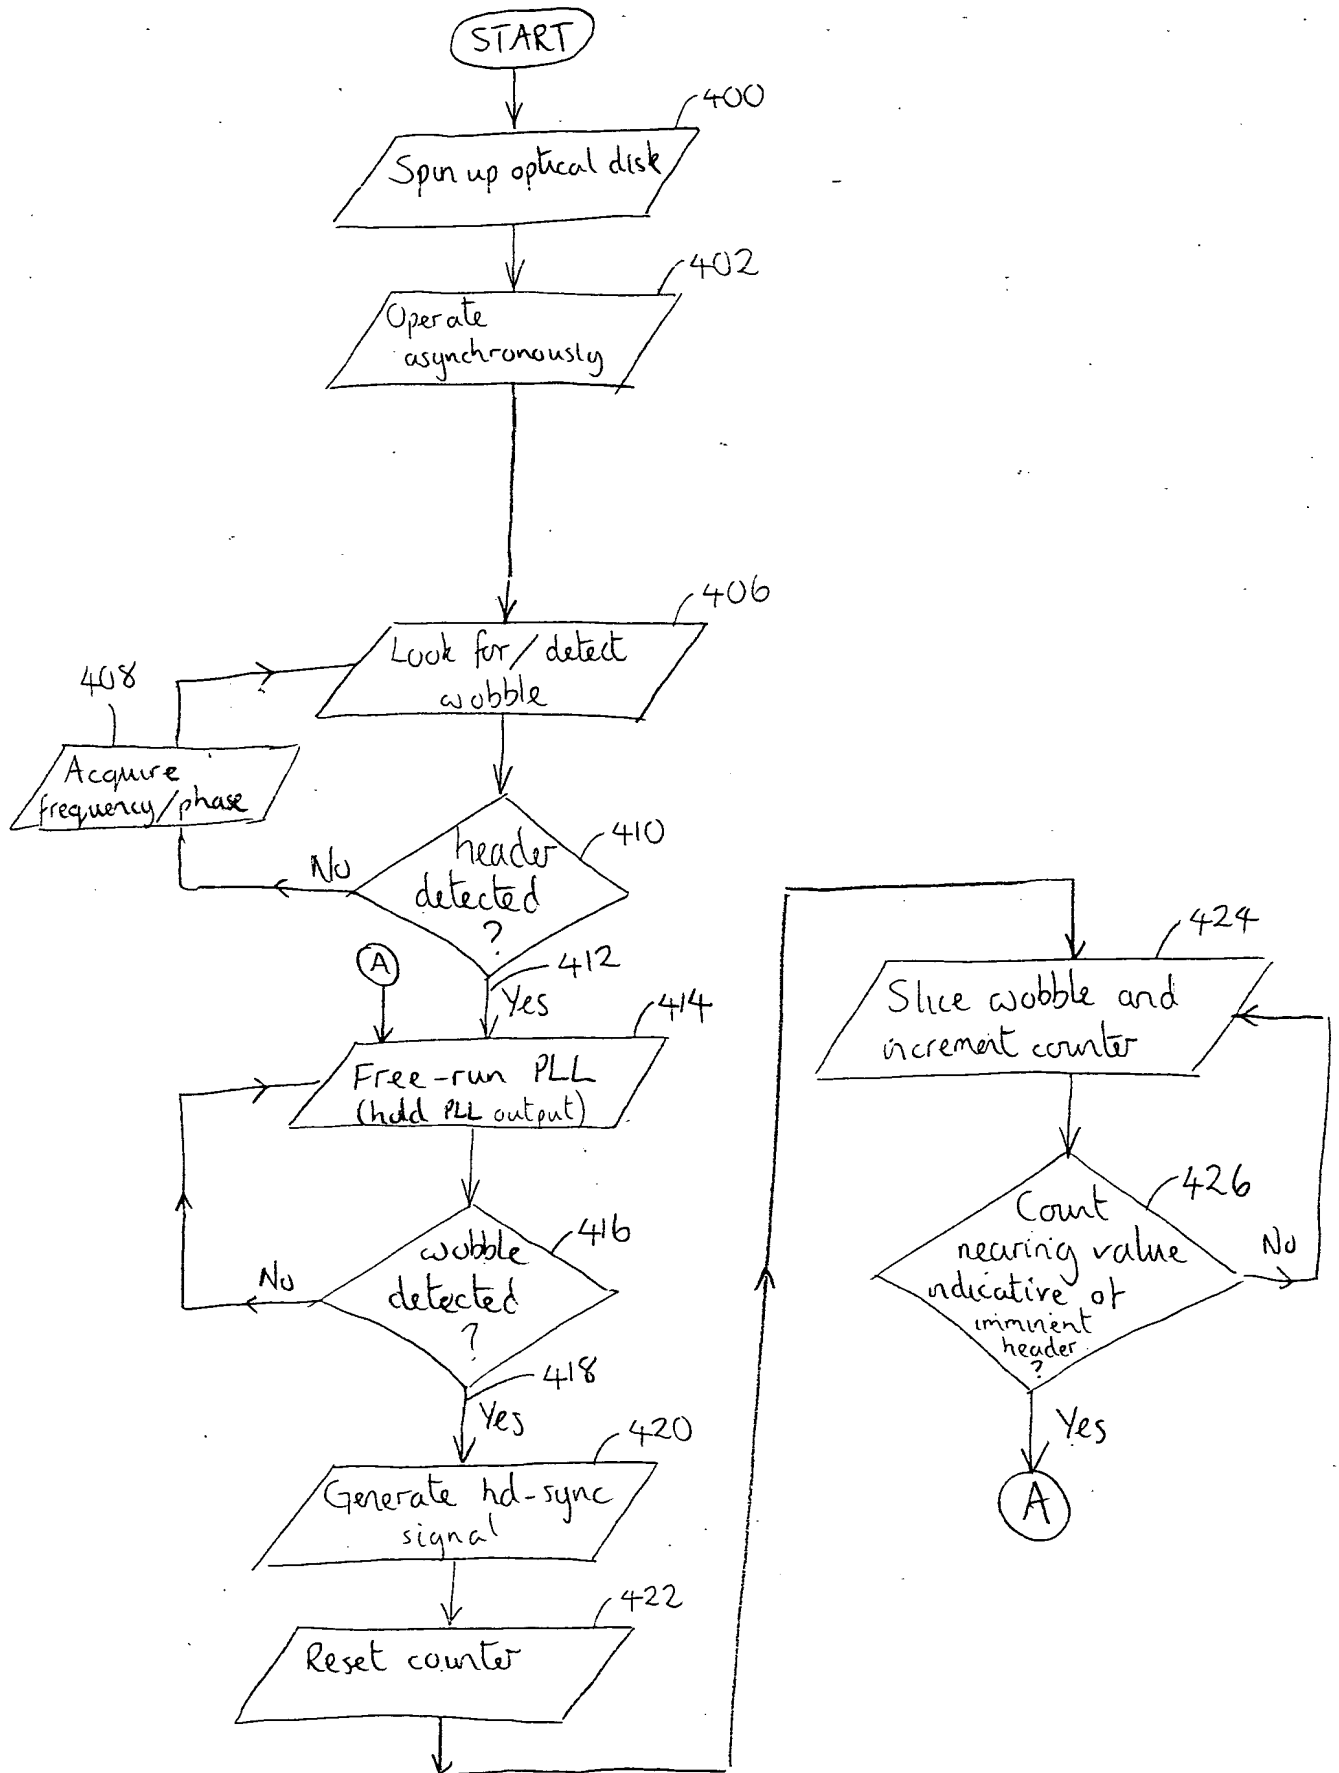 START
400
Spin up optical disk
402
Operate
asynchronously
406
Look for/detect
wobble
408
Acquire
frequency/phase
410
header
detected
?
No
412
Yes
A
414
Free-run PLL
(hold PLL output)
416
wobble
detected
?
No
418
Yes
420
Generate hd-sync
signal
422
Reset counter
424
Slice wobble and
increment counter
426
Count
nearing value
indicative of
imminent
header
?
No
Yes
A